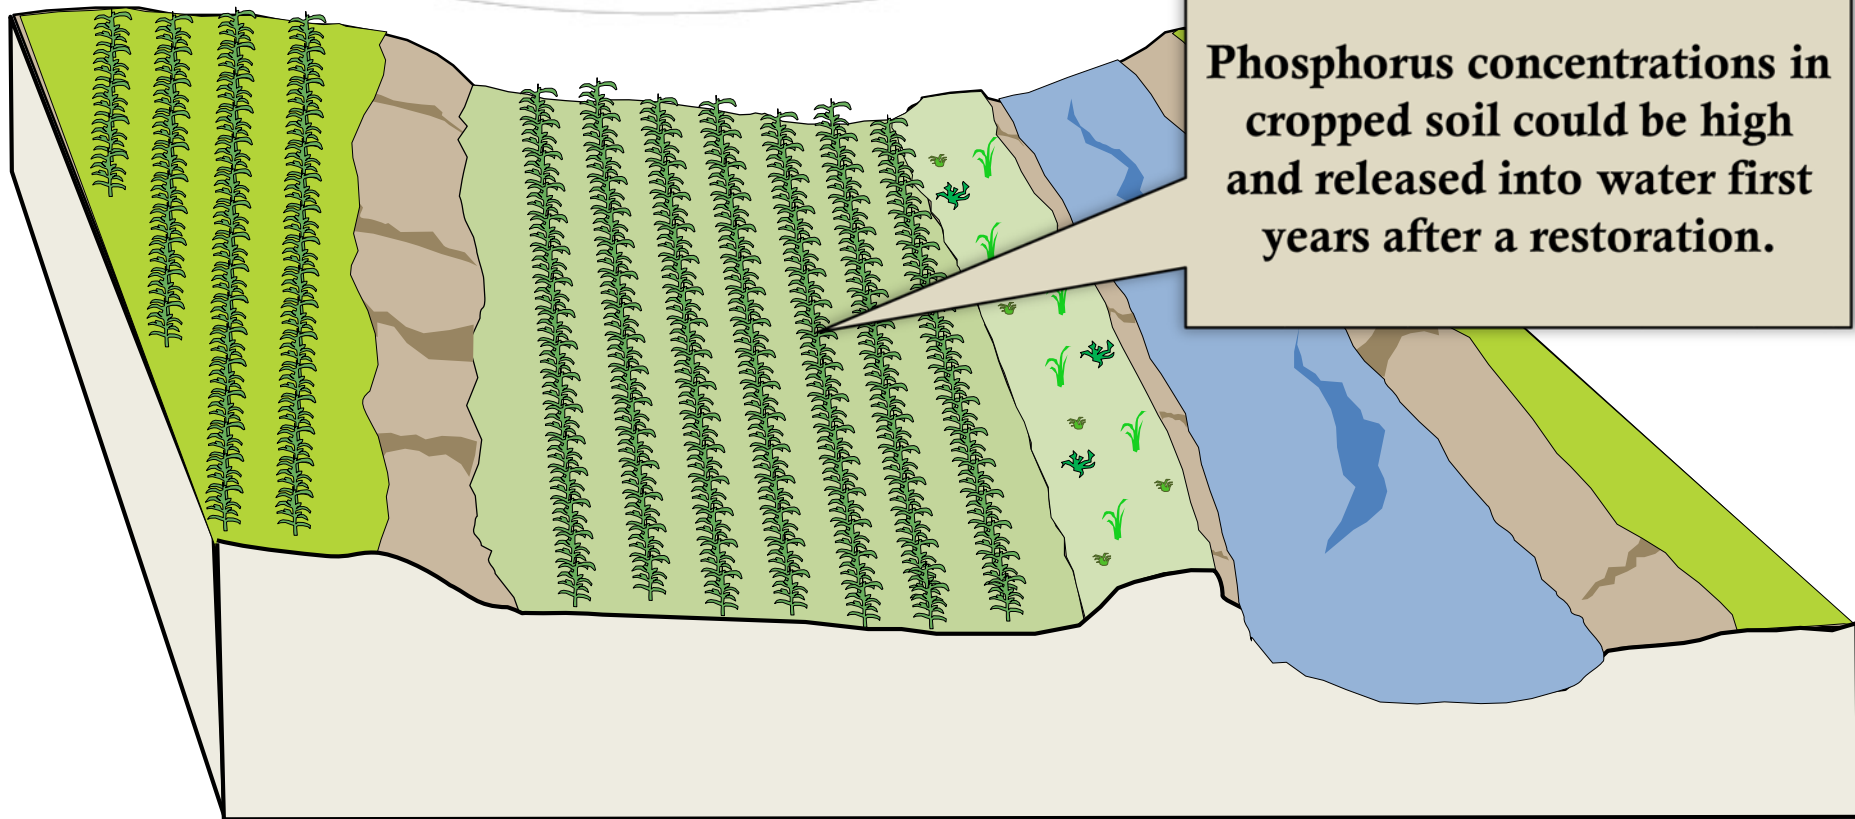 Phosphorus concentrations in
cropped soil could be high
and released into water first
years after a restoration.